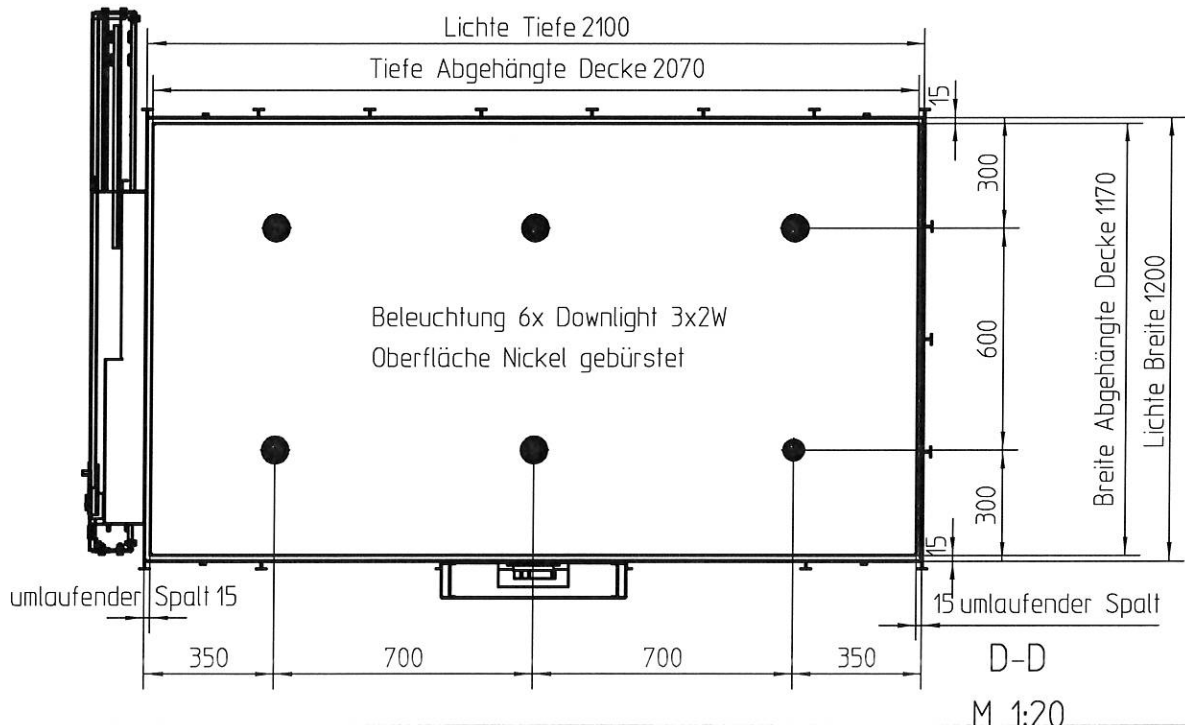 Lichte Tiefe 2100
Tiefe Abgehängte Decke 2070
15
300
Breite Abgehängte Decke 1170
Lichte Breite 1200
Beleuchtung 6x Downlight 3x2W
Oberfläche Nickel gebürstet
600
300
15
umlaufender Spalt 15
15 umlaufender Spalt
350
700
700
350
D-D
M 1:20